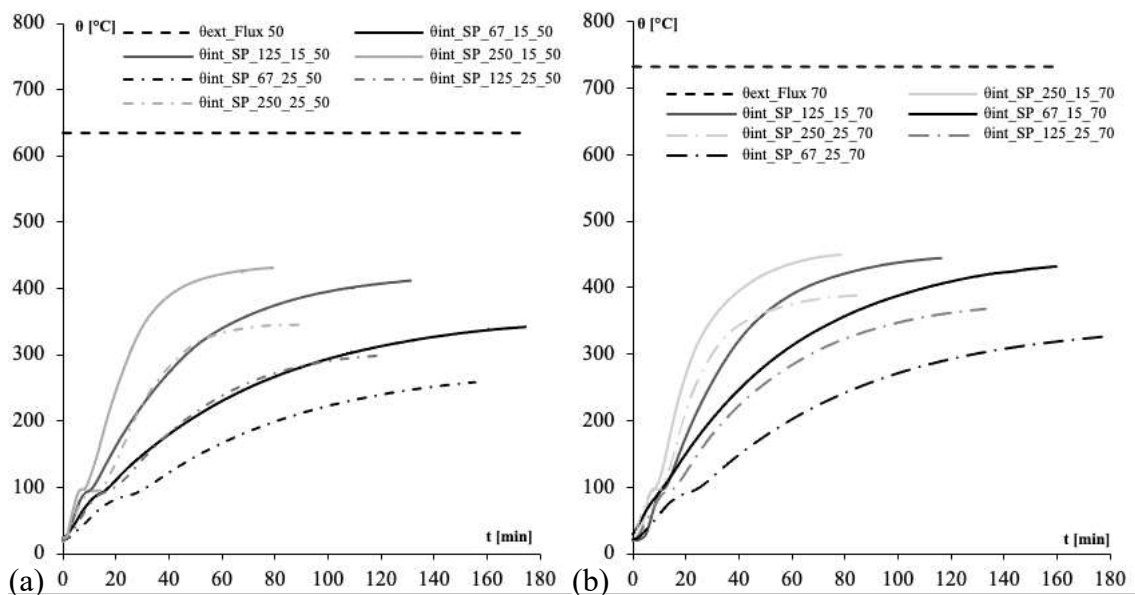 800
θ [°C]
θext_Flux 50
θint_SP_67_15_50
θint_SP_125_15_50
θint_SP_250_15_50
θint_SP_67_25_50
θint_SP_125_25_50
θint_SP_250_25_50
700
600
500
400
300
200
100
0
t [min]
0 20 40 60 80 100 120 140 160 180
(a)
800
θ [°C]
700
θext_Flux 70
θint_SP_250_15_70
θint_SP_125_15_70
θint_SP_67_15_70
θint_SP_250_25_70
θint_SP_125_25_70
θint_SP_67_25_70
600
500
400
300
200
100
0
t [min]
0 20 40 60 80 100 120 140 160 180
(b)